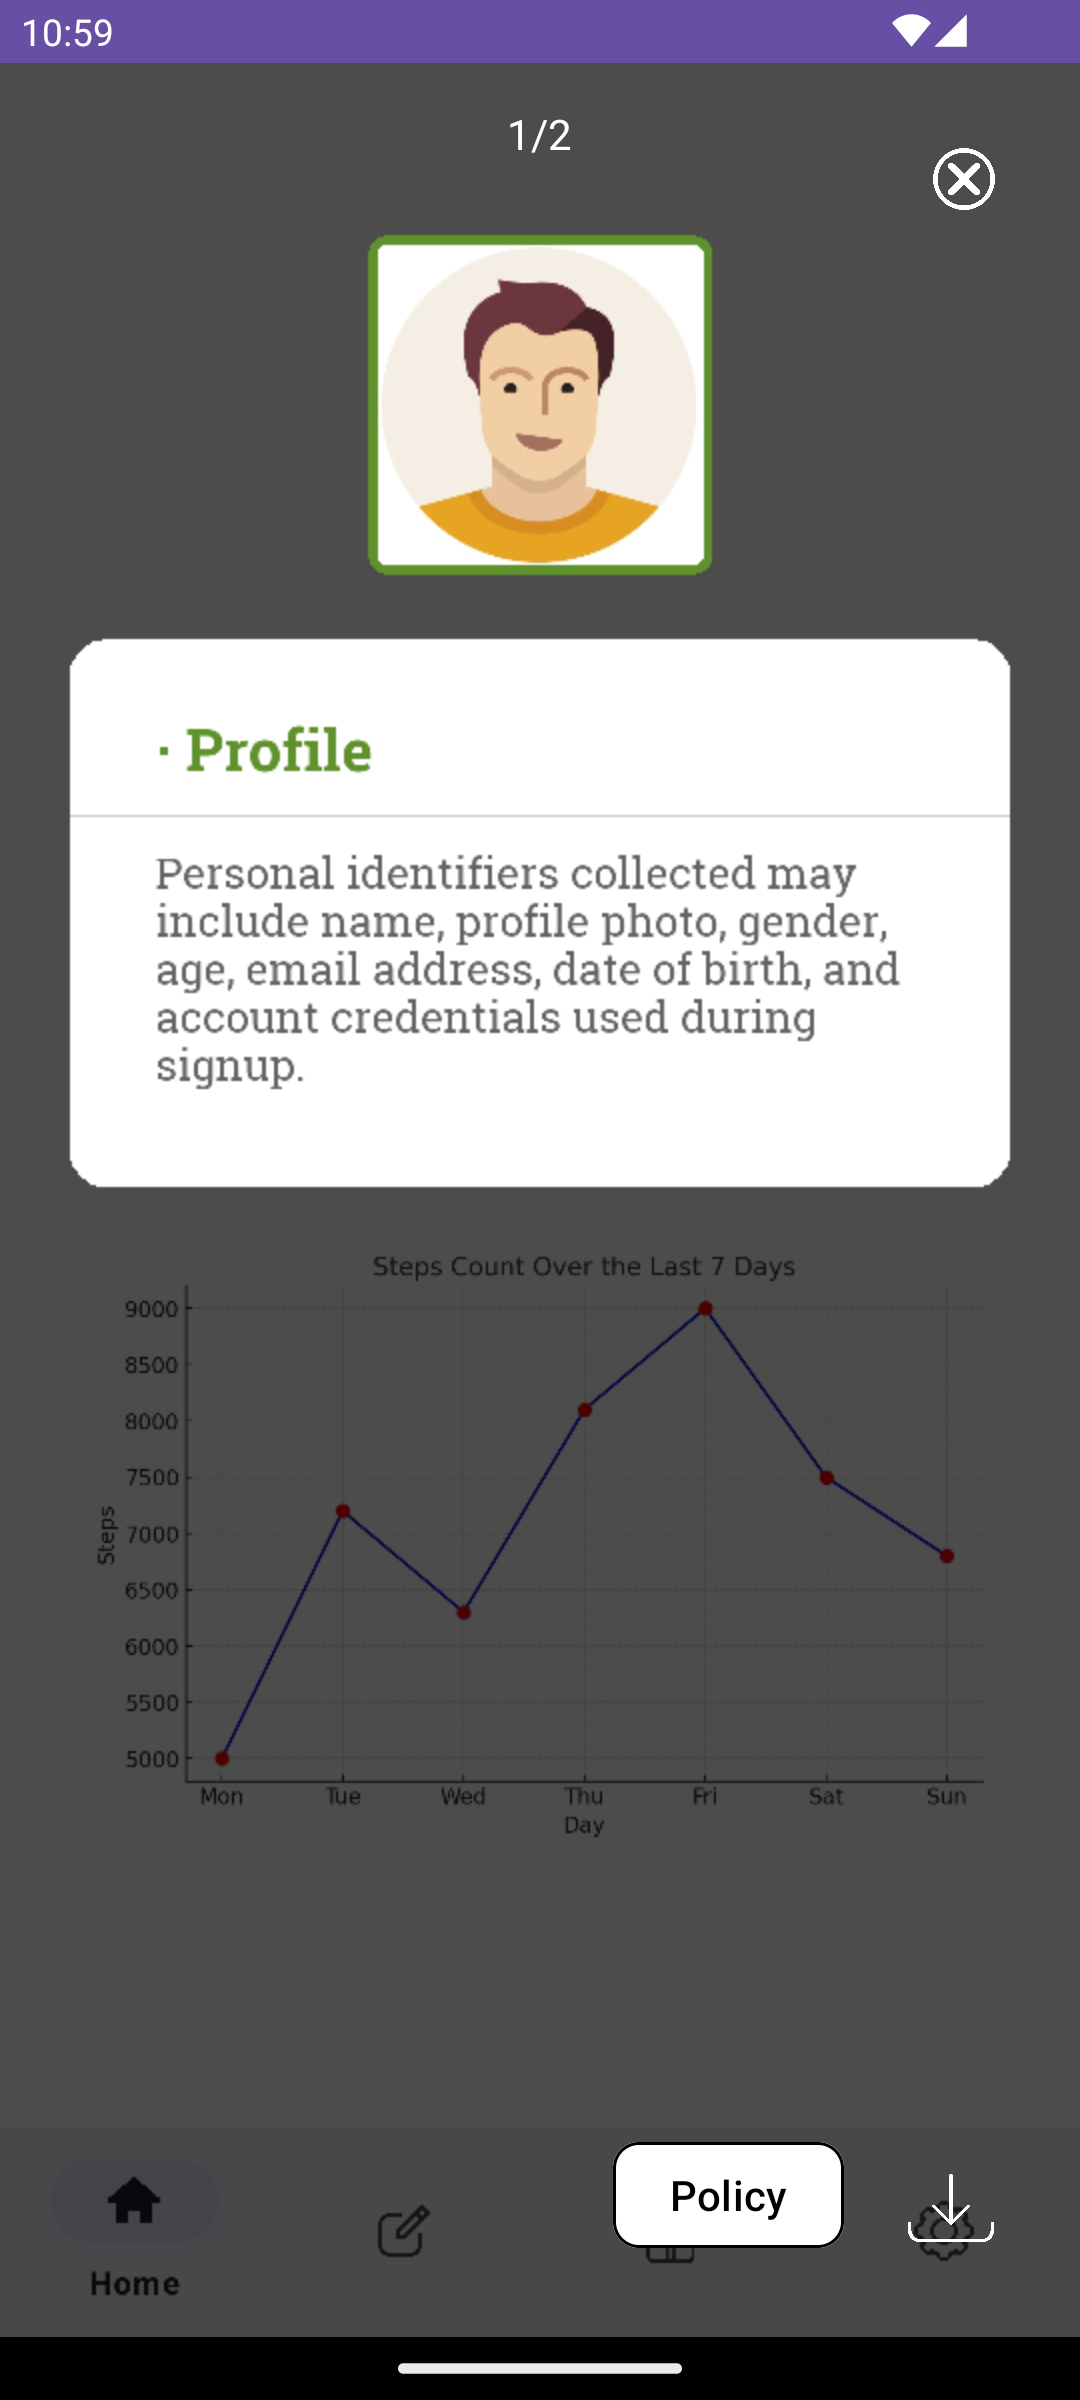 10:59
1/2
· Profile
Personal identifiers collected may
include name, profile photo, gender,
age, email address, date of birth, and
account credentials used during
signup.
Steps Count Over the Last 7 Days
9000
8500
8000
7500
7000
6500
6000
5500
5000
Steps
Mon Tue Wed Thu Fri Sat Sun
Day
Policy
Home